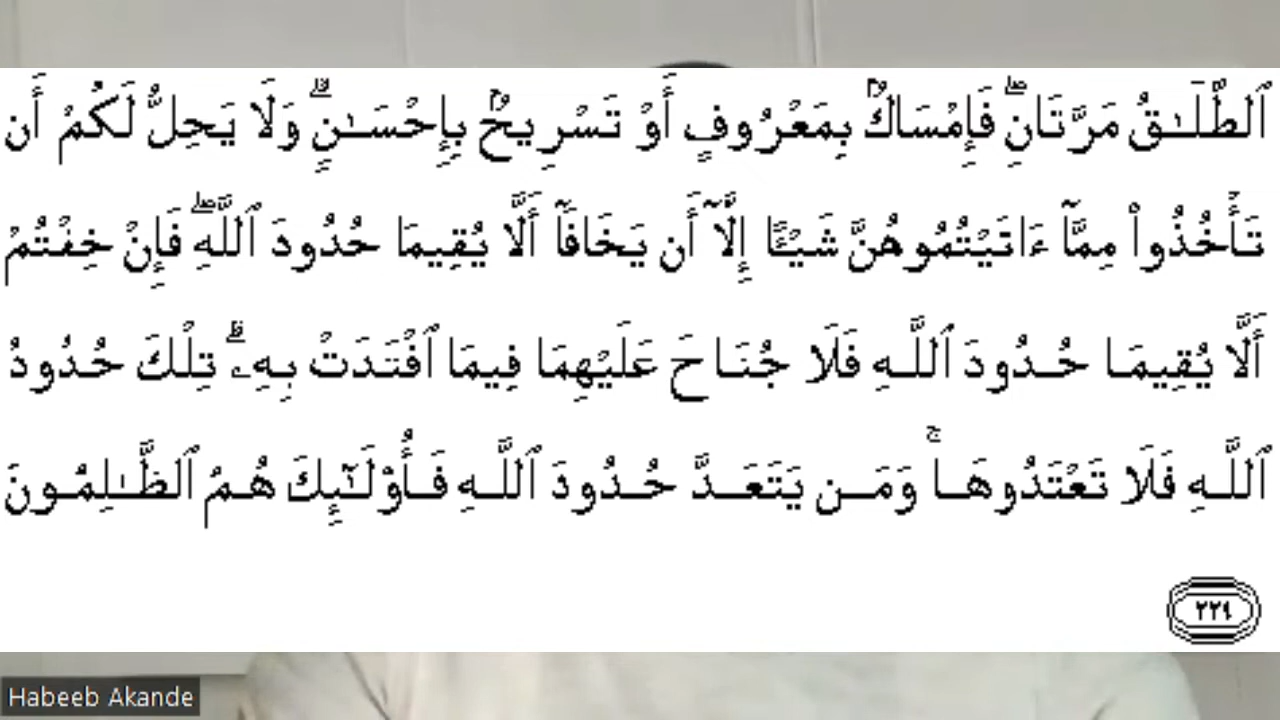 ٱلطَّلَـٰقُ مَرَّتَانِ ۖ فَإِمْسَاكٌۢ بِمَعْرُوفٍ أَوْ تَسْرِيحٌۢ بِإِحْسَـٰنٍ ۗ وَلَا يَحِلُّ لَكُمْ أَن
تَأْخُذُوا۟ مِمَّآ ءَاتَيْتُمُوهُنَّ شَيْـًٔا إِلَّآ أَن يَخَافَآ أَلَّا يُقِيمَا حُدُودَ ٱللَّهِ ۖ فَإِنْ خِفْتُمْ
أَلَّا يُقِيمَا حُدُودَ ٱللَّهِ فَلَا جُنَاحَ عَلَيْهِمَا فِيمَا ٱفْتَدَتْ بِهِۦ ۗ تِلْكَ حُدُودُ
ٱللَّهِ فَلَا تَعْتَدُوهَا ۚ وَمَن يَتَعَدَّ حُدُودَ ٱللَّهِ فَأُو۟لَـٰٓئِكَ هُمُ ٱلظَّـٰلِمُونَ
٢٢٩
Habeeb Akande